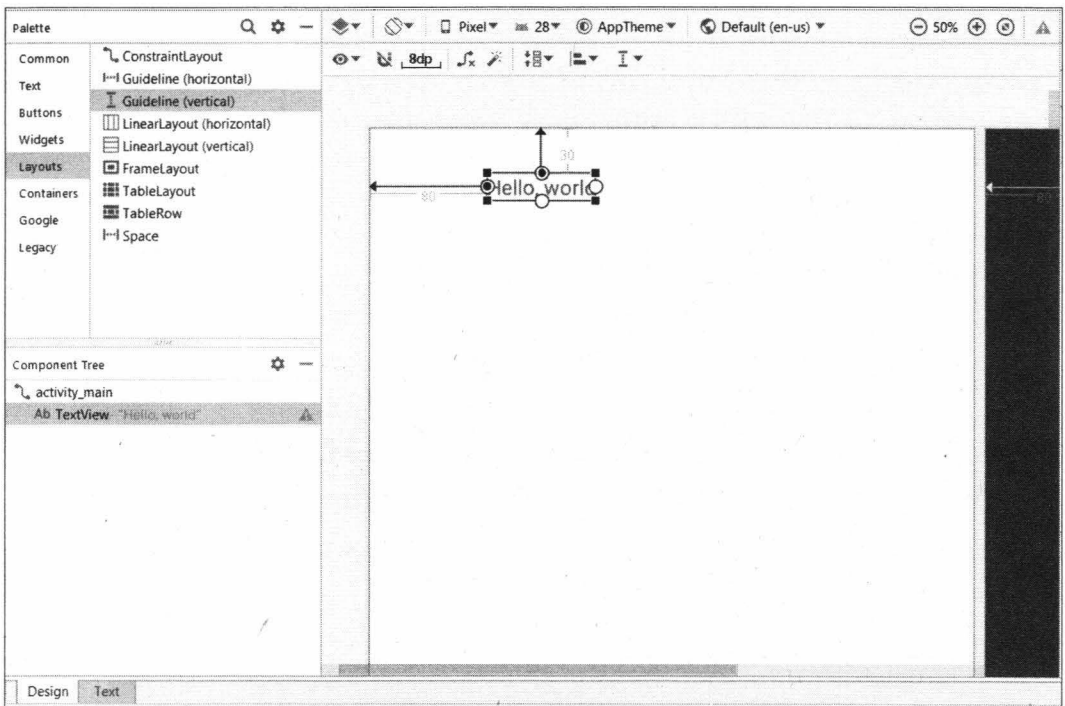 Palette
Pixel 28 AppTheme Default (en-us) 50%
Common
Text
Buttons
Widgets
Layouts
Containers
Google
Legacy
ConstraintLayout
Guideline (horizontal)
Guideline (vertical)
LinearLayout (horizontal)
LinearLayout (vertical)
FrameLayout
TableLayout
TableRow
Space
8dp
30
80
Hello, world
80
Component Tree
activity_main
Ab TextView- "Hello, world"
Design Text